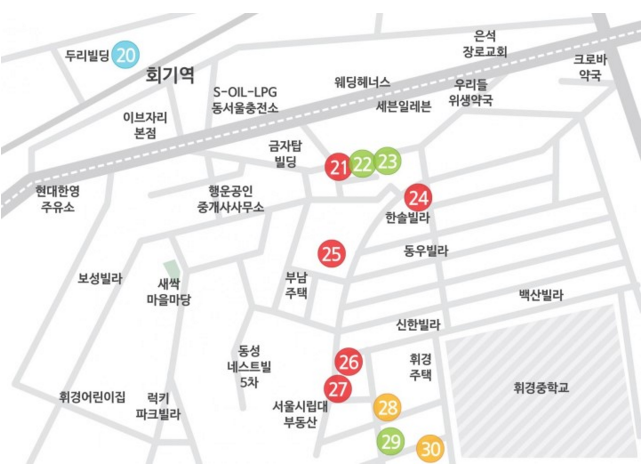 은석
장로교회
두리빌딩
20
크로바
약국
회기역
웨딩헤너스
우리들
위생약국
S-OIL-LPG
동서울충전소
세븐일레븐
이브자리
본점
금자탑
빌딩
21
22
23
현대한영
주유소
행운공인
중개사사무소
24
한솔빌라
25
동우빌라
보성빌라
새싹
마을마당
부남
주택
백산빌라
신한빌라
동성
네스트빌
5차
26
휘경
주택
27
휘경중학교
휘경어린이집
럭키
파크빌라
서울시립대
부동산
28
29
30